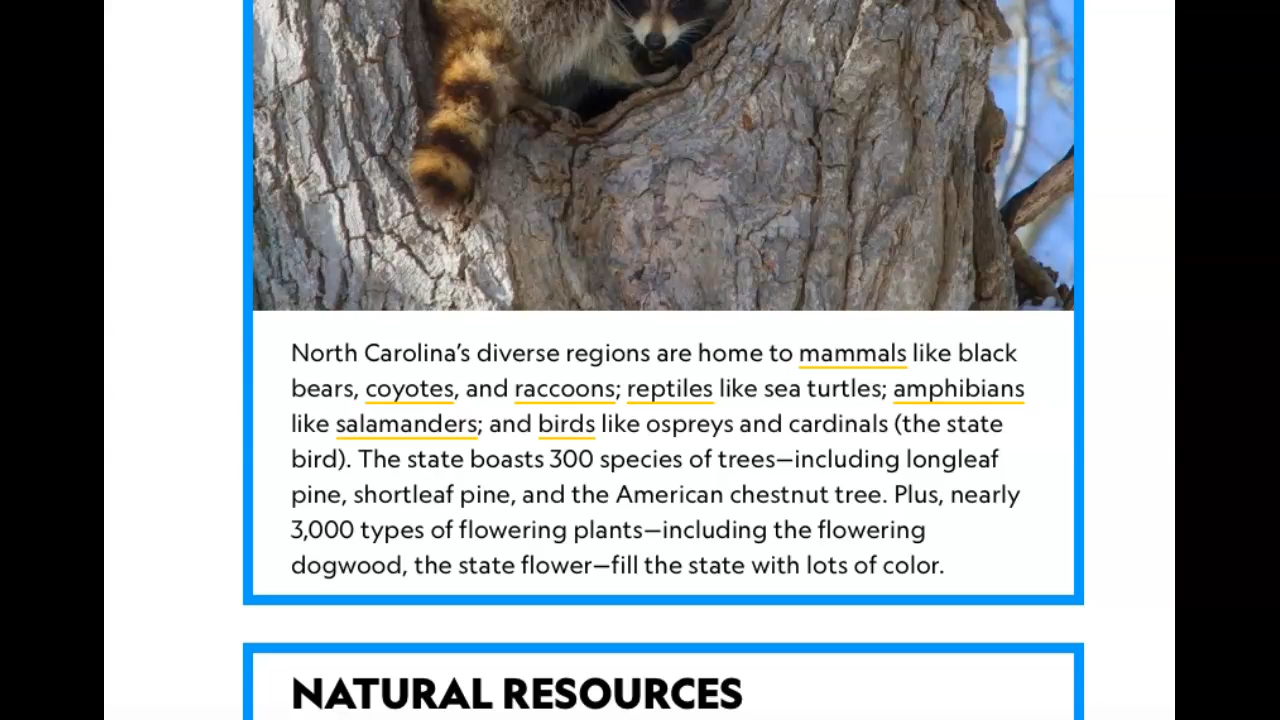 North Carolina’s diverse regions are home to mammals like black
bears, coyotes, and raccoons; reptiles like sea turtles; amphibians
like salamanders; and birds like ospreys and cardinals (the state
bird). The state boasts 300 species of trees—including longleaf
pine, shortleaf pine, and the American chestnut tree. Plus, nearly
3,000 types of flowering plants—including the flowering
dogwood, the state flower—fill the state with lots of color.
NATURAL RESOURCES